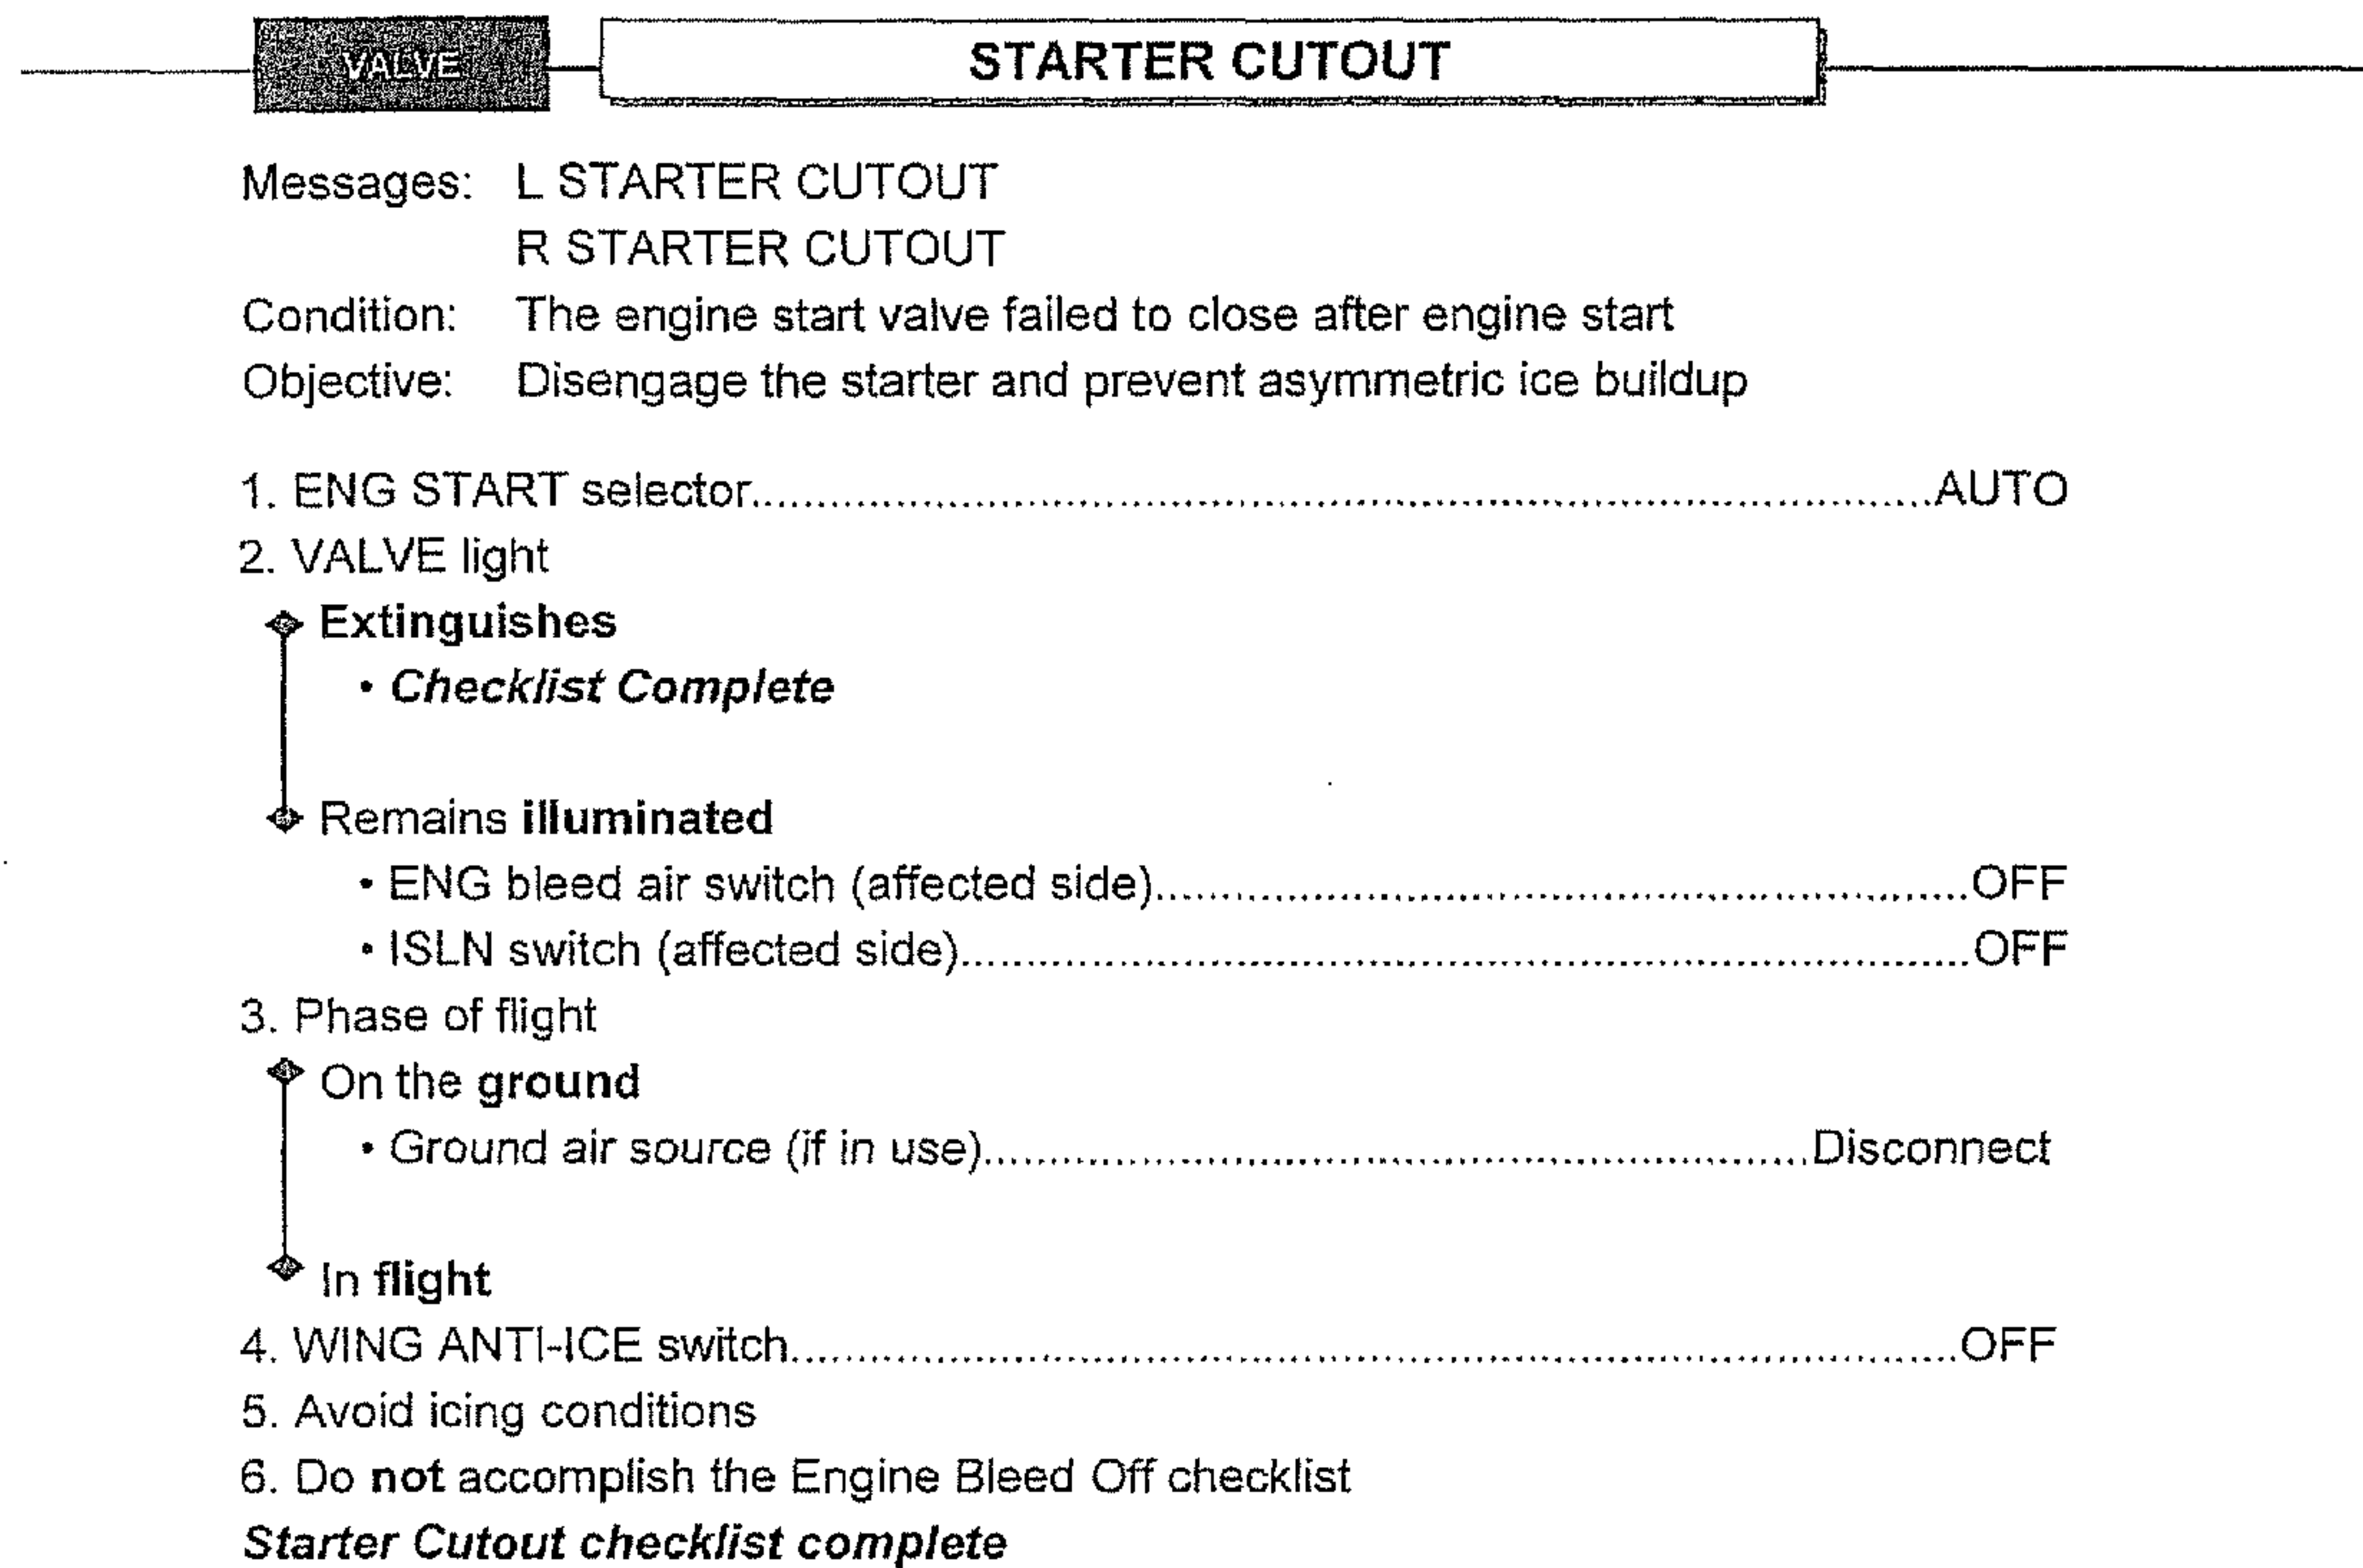 VALVE STARTER CUTOUT
Messages: L STARTER CUTOUT
R STARTER CUTOUT
Condition: The engine start valve failed to close after engine start
Objective: Disengage the starter and prevent asymmetric ice buildup
1. ENG START selector....................AUTO
2. VALVE light
Extinguishes
• Checklist Complete
Remains illuminated
• ENG bleed air switch (affected side)....................OFF
• ISLN switch (affected side)....................OFF
3. Phase of flight
On the ground
• Ground air source (if in use)....................Disconnect
In flight
4. WING ANTI-ICE switch....................OFF
5. Avoid icing conditions
6. Do not accomplish the Engine Bleed Off checklist
Starter Cutout checklist complete